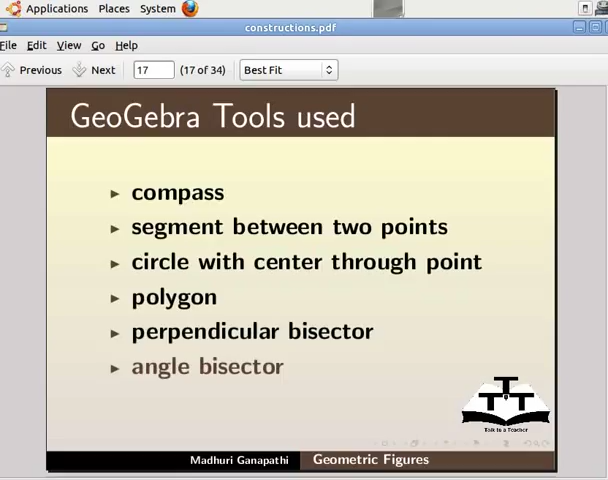 Applications Places System
constructions.pdf
File Edit View Go Help
Previous Next 17 (17 of 34) Best Fit
GeoGebra Tools used
compass
segment between two points
circle with center through point
polygon
perpendicular bisector
angle bisector
TTT
Talk to a Teacher
Madhuri Ganapathi Geometric Figures